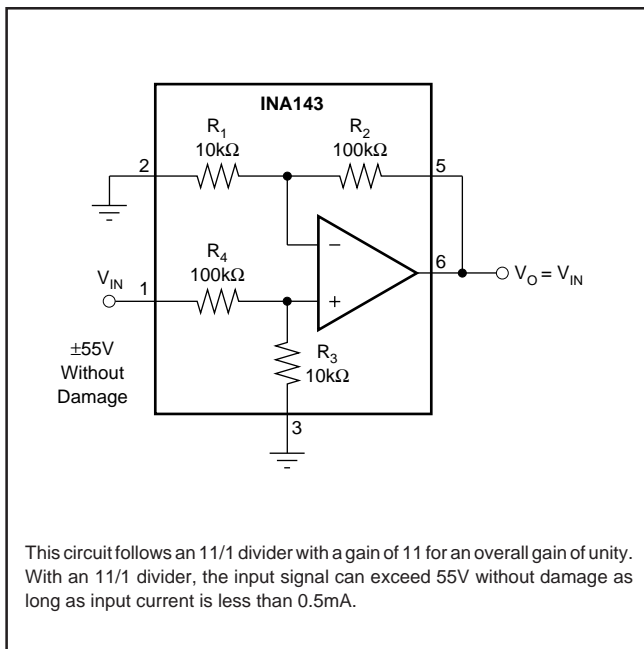 INA143
R1
10kΩ
R2
100kΩ
2
5
−
6
VO = VIN
R4
100kΩ
VIN
1
+
±55V
Without
Damage
R3
10kΩ
3
This circuit follows an 11/1 divider with a gain of 11 for an overall gain of unity.
With an 11/1 divider, the input signal can exceed 55V without damage as
long as input current is less than 0.5mA.